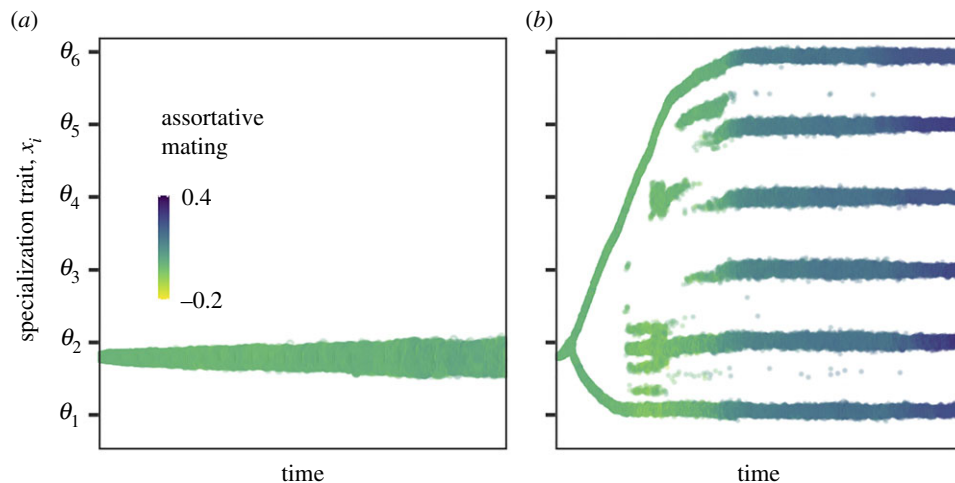 (a)
(b)
θ6
θ5
θ4
θ3
θ2
θ1
specialization trait, xi
assortative
mating
0.4
–0.2
time
time